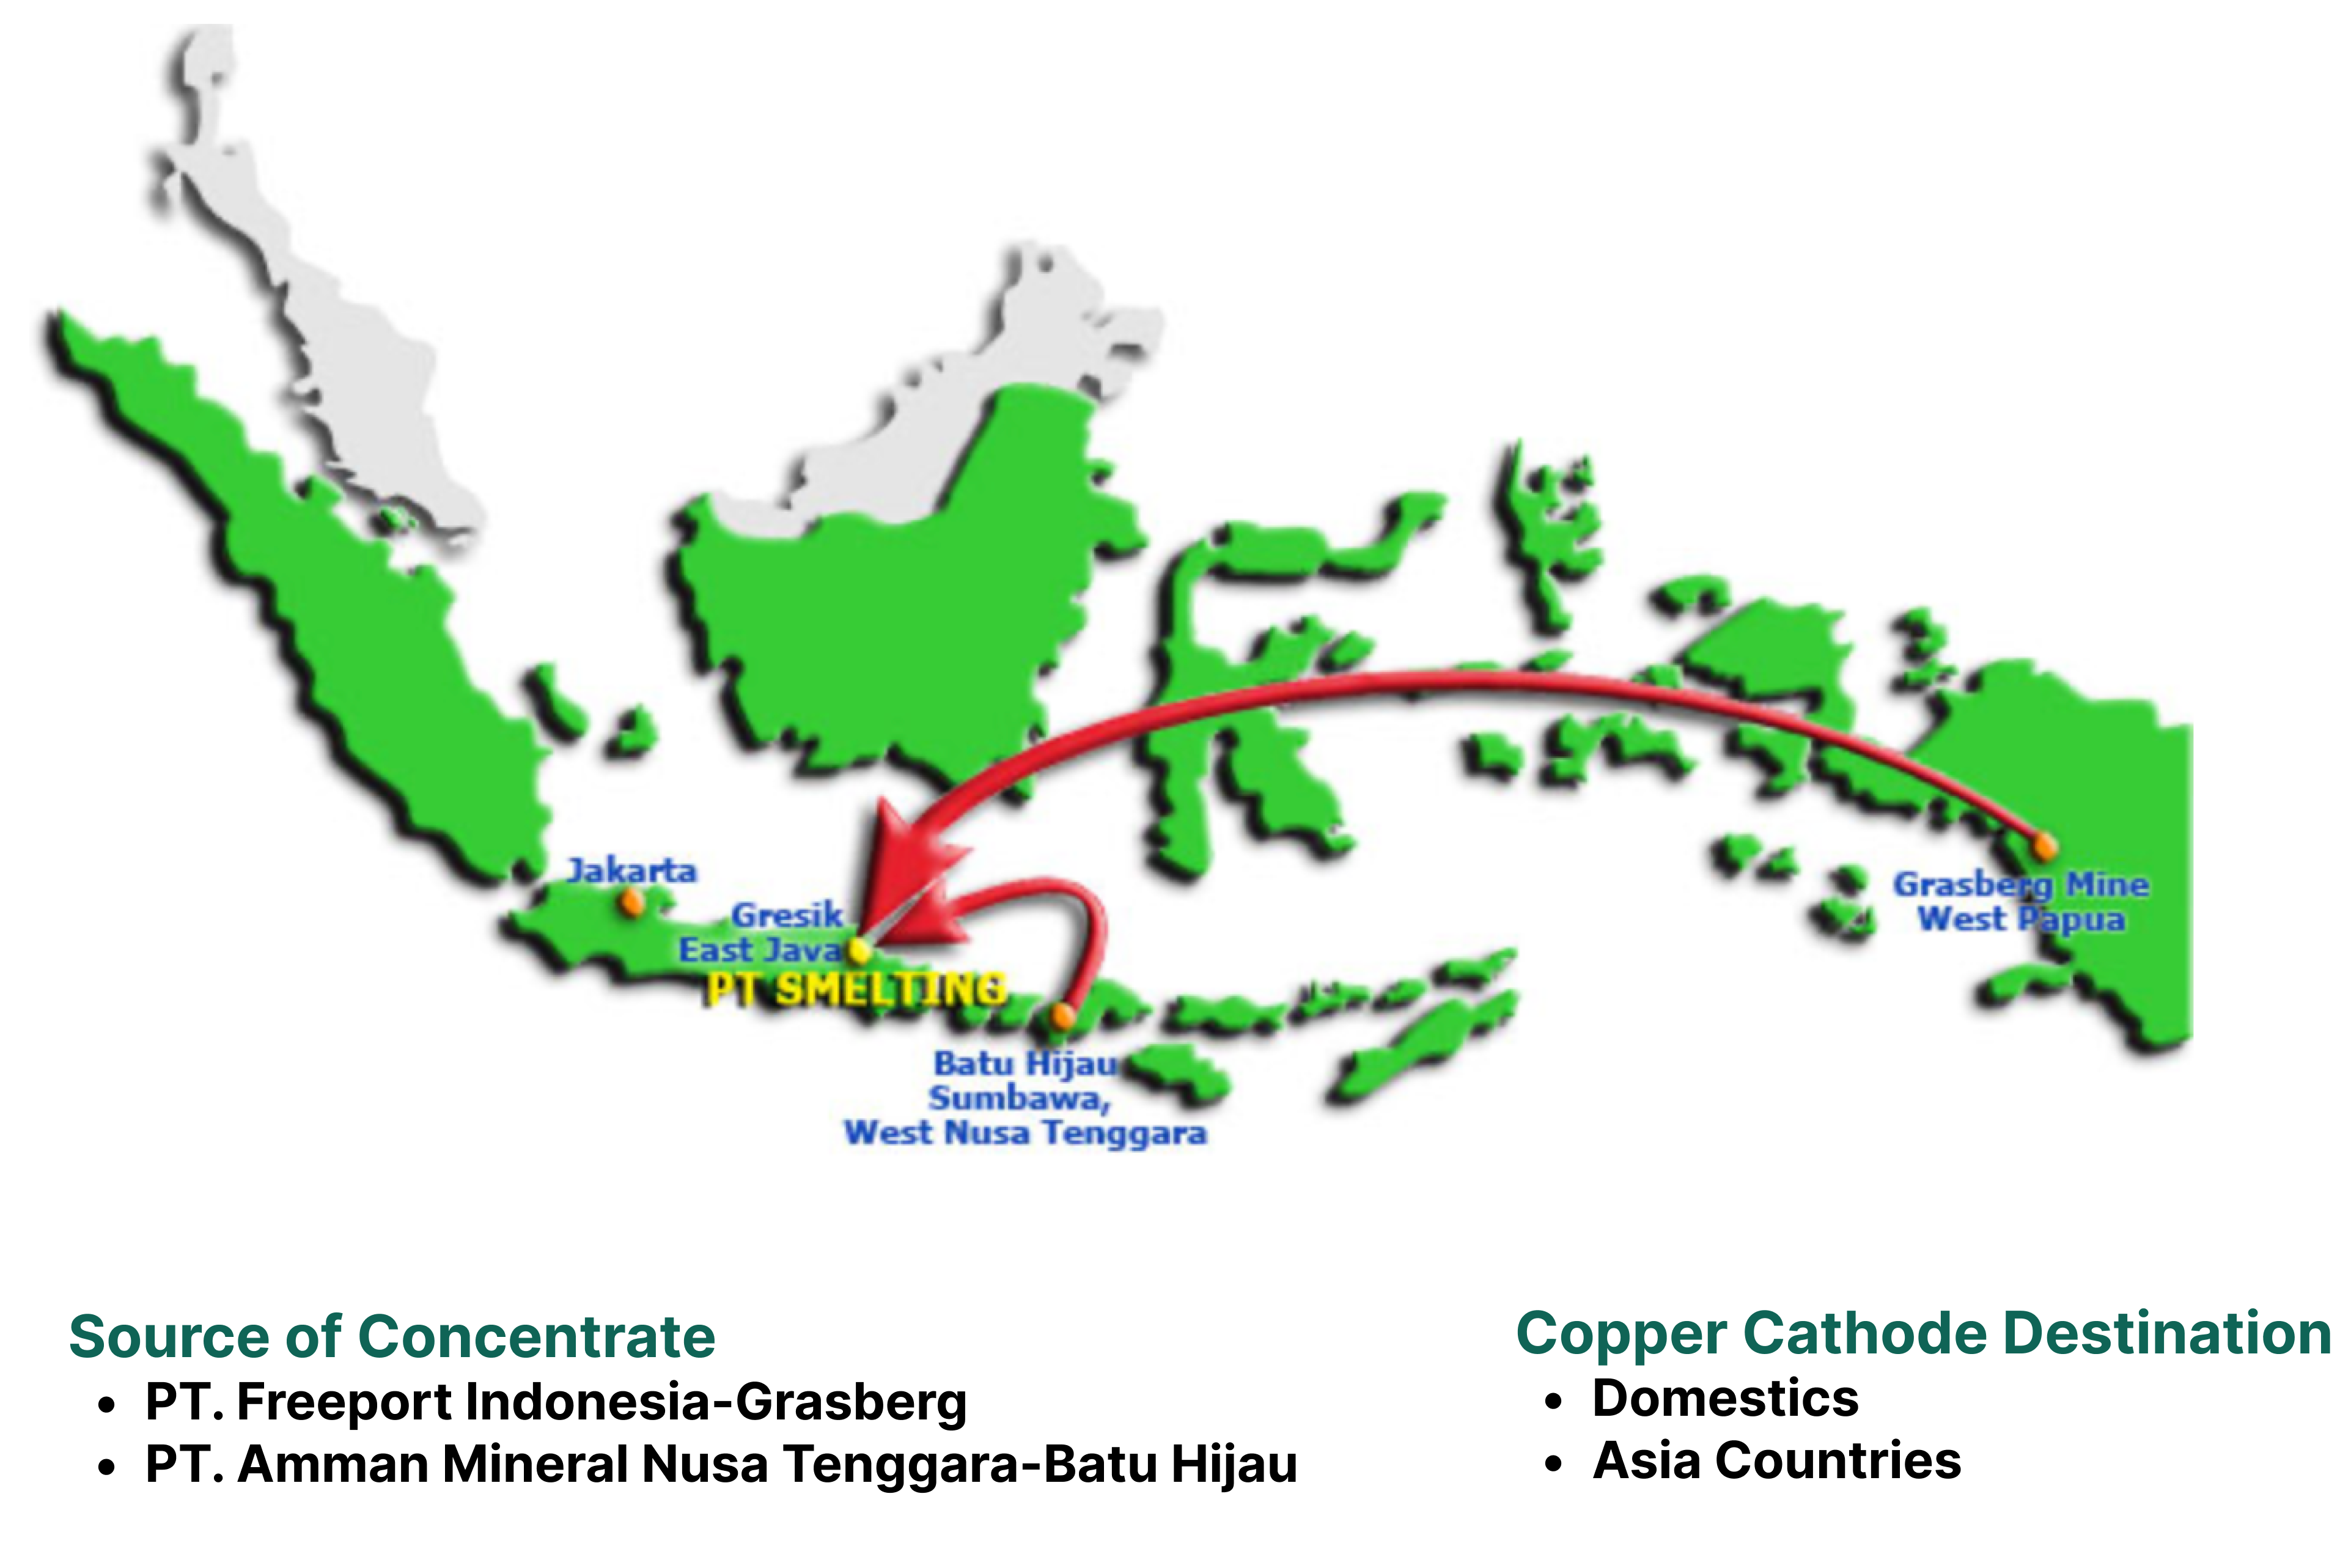 Jakarta
Gresik
East Java
PT SMELTING
Grasberg Mine
West Papua
Batu Hijau
Sumbawa,
West Nusa Tenggara
Source of Concentrate
• PT. Freeport Indonesia-Grasberg
• PT. Amman Mineral Nusa Tenggara-Batu Hijau
Copper Cathode Destination
• Domestics
• Asia Countries